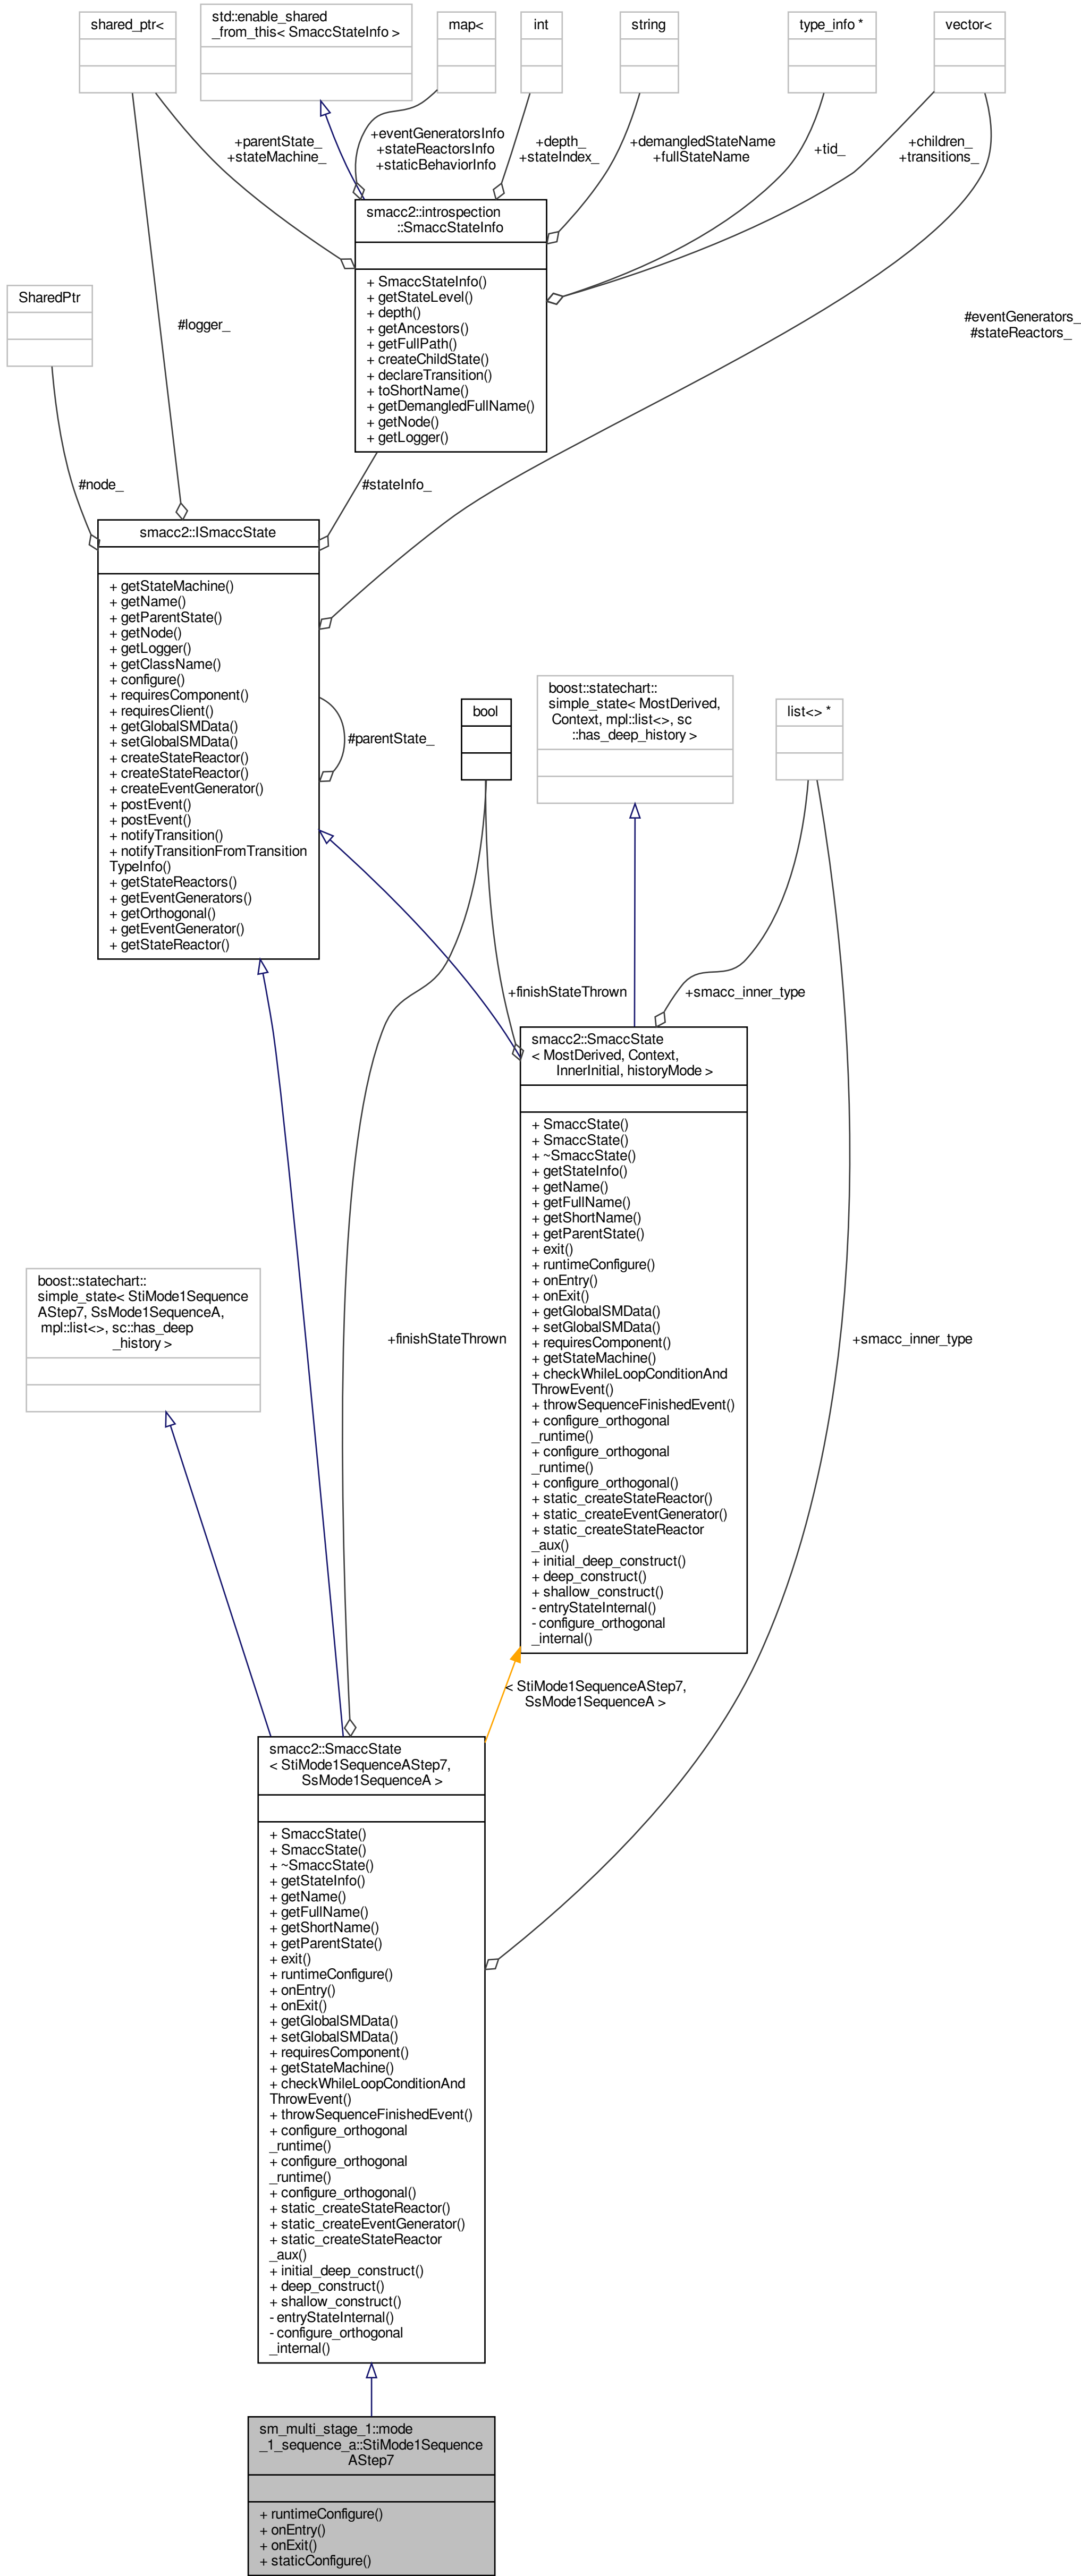 shared_ptr<
std::enable_shared
_from_this< SmaccStateInfo >
map<
int
string
type_info *
vector<
+parentState_
+stateMachine_
+eventGeneratorsInfo
+stateReactorsInfo
+staticBehaviorInfo
+depth_
+stateIndex_
+demangledStateName
+fullStateName
+tid_
+children_
+transitions_
smacc2::introspection
::SmaccStateInfo
+ SmaccStateInfo()
+ getStateLevel()
+ depth()
+ getAncestors()
+ getFullPath()
+ createChildState()
+ declareTransition()
+ toShortName()
+ getDemangledFullName()
+ getNode()
+ getLogger()
SharedPtr
#logger_
#eventGenerators_
#stateReactors_
#node_
#stateInfo_
smacc2::ISmaccState
+ getStateMachine()
+ getName()
+ getParentState()
+ getNode()
+ getLogger()
+ getClassName()
+ configure()
+ requiresComponent()
+ requiresClient()
+ getGlobalSMData()
+ setGlobalSMData()
+ createStateReactor()
+ createStateReactor()
+ createEventGenerator()
+ postEvent()
+ postEvent()
+ notifyTransition()
+ notifyTransitionFromTransition
TypeInfo()
+ getStateReactors()
+ getEventGenerators()
+ getOrthogonal()
+ getEventGenerator()
+ getStateReactor()
#parentState_
bool
boost::statechart::
simple_state< MostDerived,
Context, mpl::list<>, sc
::has_deep_history >
list<> *
+finishStateThrown
+smacc_inner_type
smacc2::SmaccState
< MostDerived, Context,
InnerInitial, historyMode >
+ SmaccState()
+ SmaccState()
+ ~SmaccState()
+ getStateInfo()
+ getName()
+ getFullName()
+ getShortName()
+ getParentState()
+ exit()
+ runtimeConfigure()
+ onEntry()
+ onExit()
+ getGlobalSMData()
+ setGlobalSMData()
+ requiresComponent()
+ getStateMachine()
+ checkWhileLoopConditionAnd
ThrowEvent()
+ throwSequenceFinishedEvent()
+ configure_orthogonal
_runtime()
+ configure_orthogonal
_runtime()
+ configure_orthogonal()
+ static_createStateReactor()
+ static_createEventGenerator()
+ static_createStateReactor
_aux()
+ initial_deep_construct()
+ deep_construct()
+ shallow_construct()
- entryStateInternal()
- configure_orthogonal
_internal()
boost::statechart::
simple_state< StiMode1Sequence
AStep7, SsMode1SequenceA,
mpl::list<>, sc::has_deep
_history >
+finishStateThrown
+smacc_inner_type
< StiMode1SequenceAStep7,
SsMode1SequenceA >
smacc2::SmaccState
< StiMode1SequenceAStep7,
SsMode1SequenceA >
+ SmaccState()
+ SmaccState()
+ ~SmaccState()
+ getStateInfo()
+ getName()
+ getFullName()
+ getShortName()
+ getParentState()
+ exit()
+ runtimeConfigure()
+ onEntry()
+ onExit()
+ getGlobalSMData()
+ setGlobalSMData()
+ requiresComponent()
+ getStateMachine()
+ checkWhileLoopConditionAnd
ThrowEvent()
+ throwSequenceFinishedEvent()
+ configure_orthogonal
_runtime()
+ configure_orthogonal
_runtime()
+ configure_orthogonal()
+ static_createStateReactor()
+ static_createEventGenerator()
+ static_createStateReactor
_aux()
+ initial_deep_construct()
+ deep_construct()
+ shallow_construct()
- entryStateInternal()
- configure_orthogonal
_internal()
sm_multi_stage_1::mode
_1_sequence_a::StiMode1Sequence
AStep7
+ runtimeConfigure()
+ onEntry()
+ onExit()
+ staticConfigure()